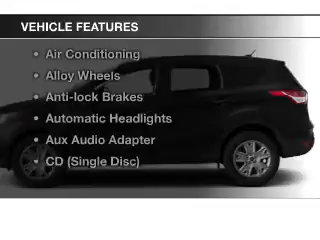 VEHICLE FEATURES
• Air Conditioning
• Alloy Wheels
• Anti-lock Brakes
• Automatic Headlights
• Aux Audio Adapter
• CD (Single Disc)